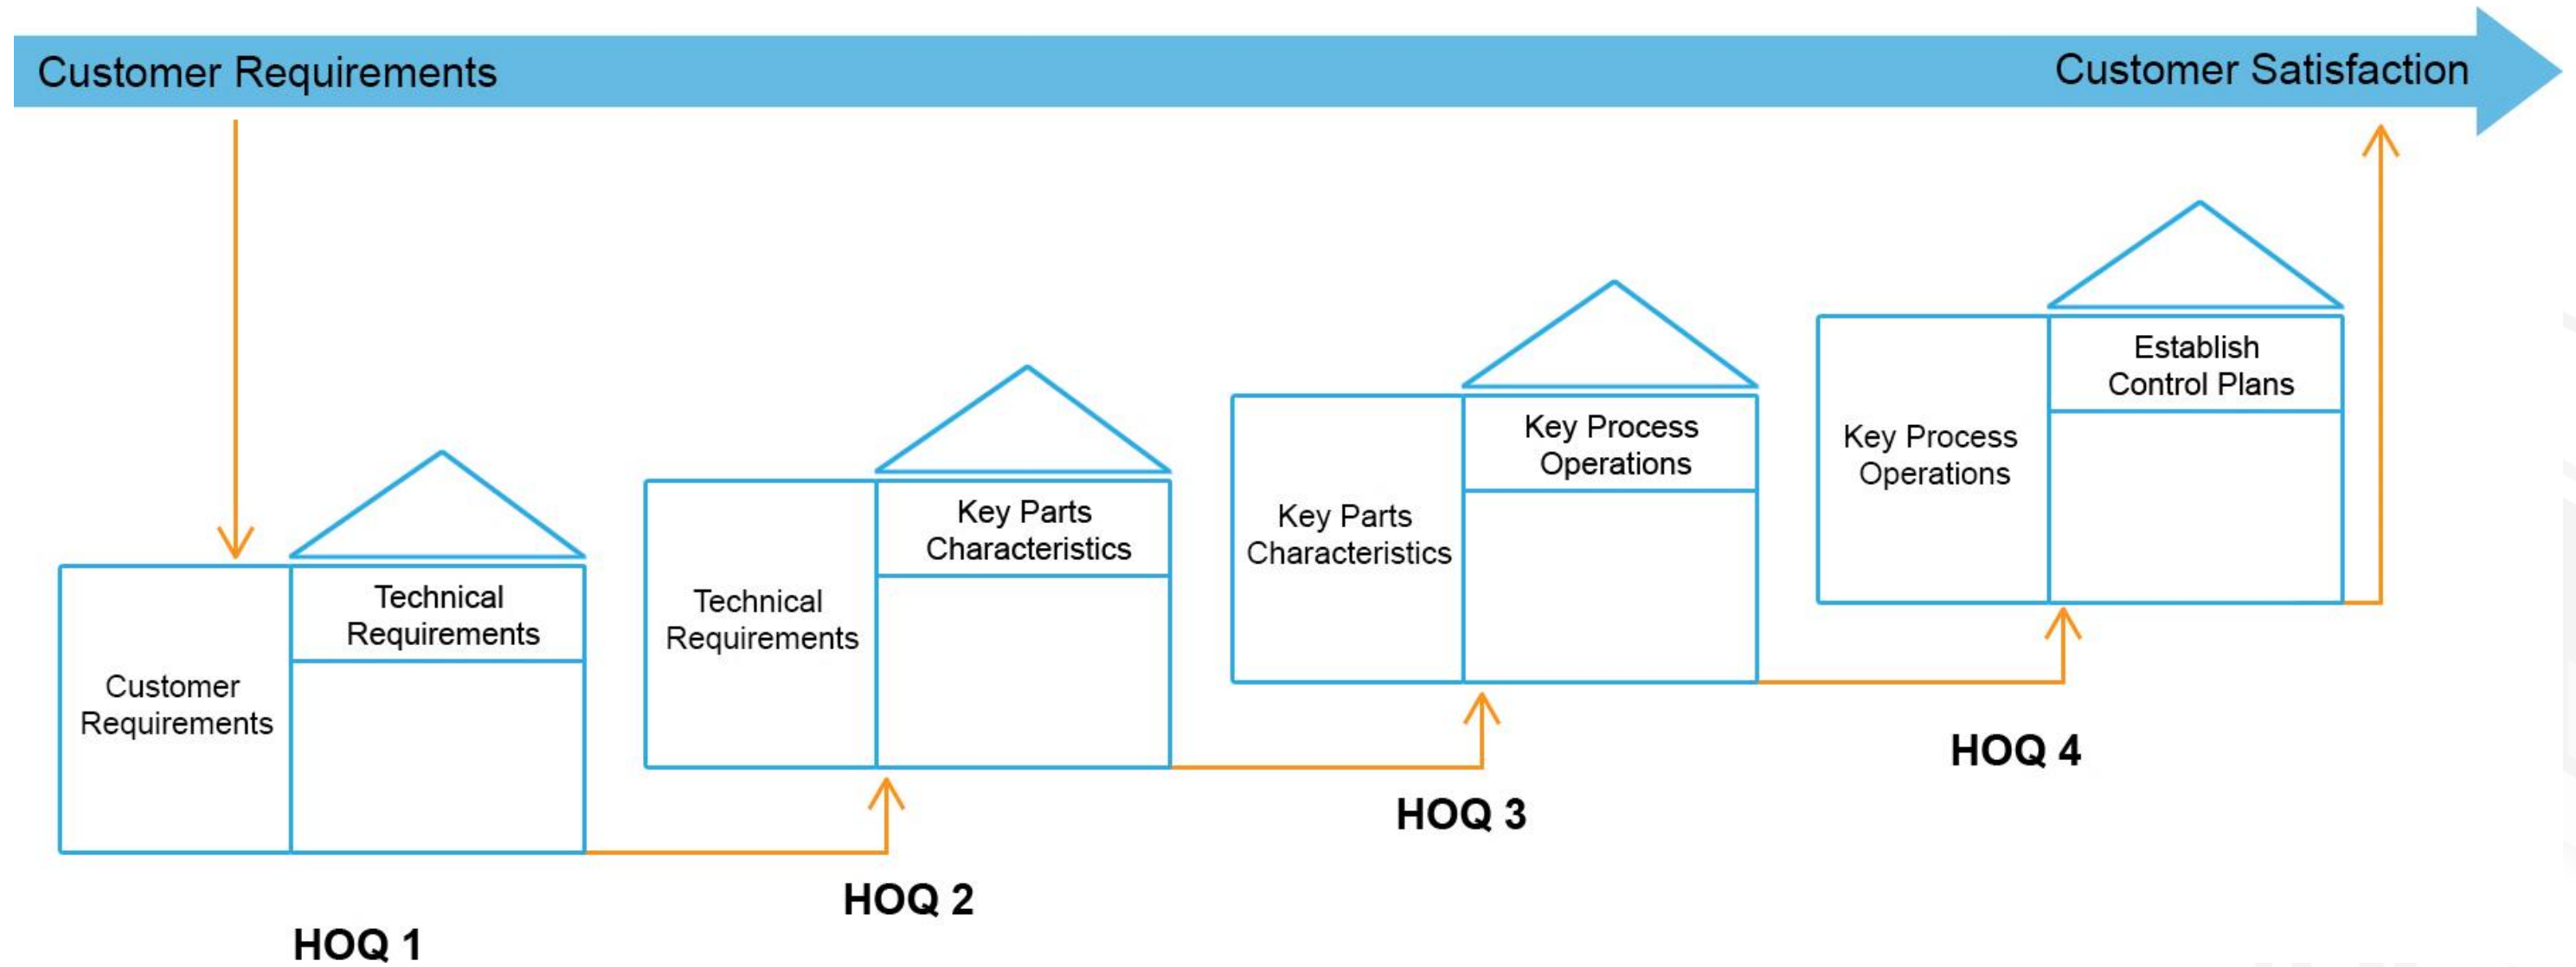 Customer Requirements
Customer Satisfaction
Customer
Requirements
Technical
Requirements
HOQ 1
Technical
Requirements
Key Parts
Characteristics
HOQ 2
Key Parts
Characteristics
Key Process
Operations
HOQ 3
Key Process
Operations
Establish
Control Plans
HOQ 4